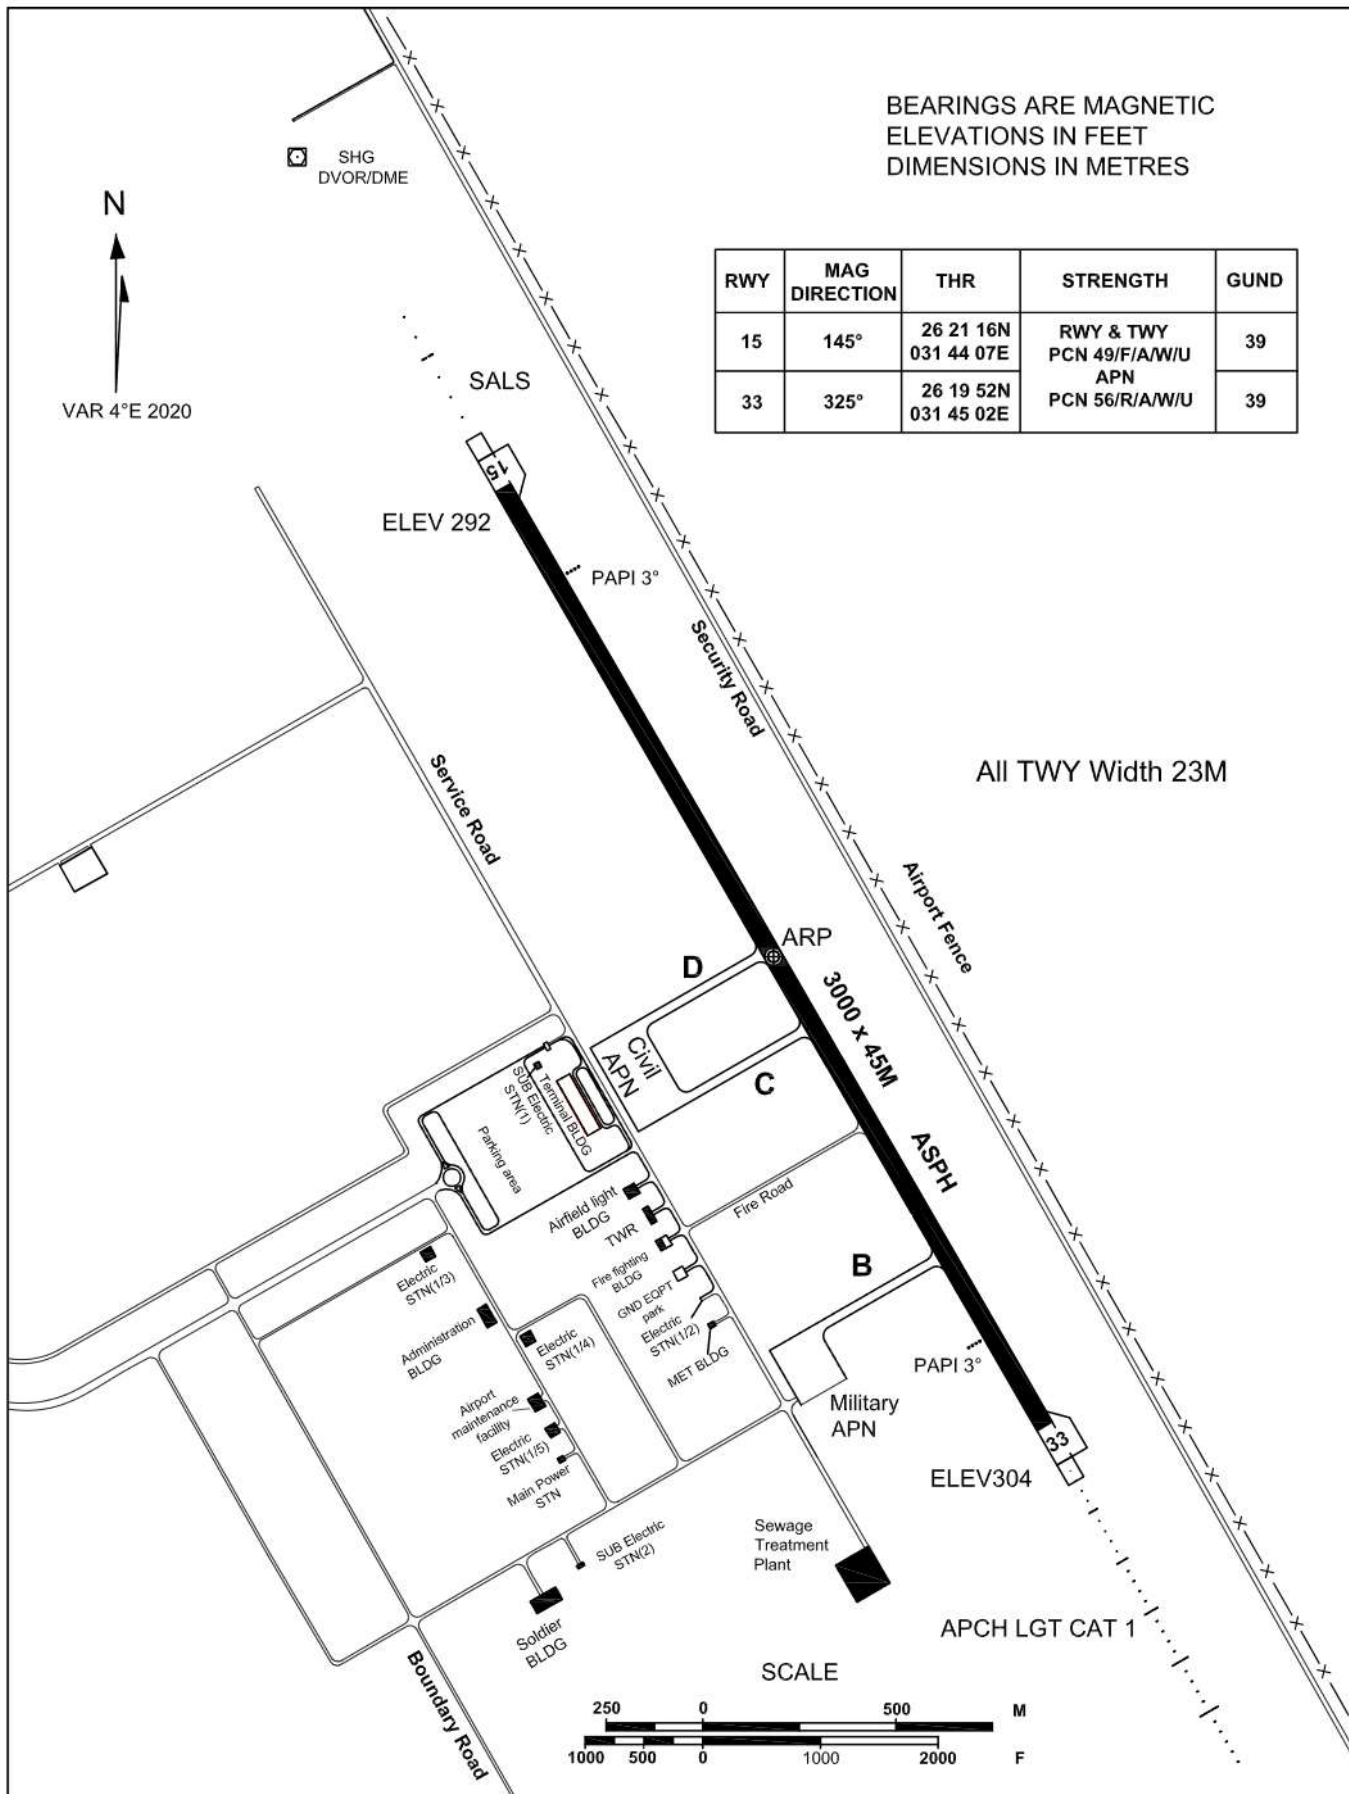 BEARINGS ARE MAGNETIC
ELEVATIONS IN FEET
DIMENSIONS IN METRES
SHG
DVOR/DME
N
VAR 4°E 2020
RWY
MAG
DIRECTION
THR
STRENGTH
GUND
15
145°
26 21 16N
031 44 07E
RWY & TWY
PCN 49/F/A/W/U
APN
PCN 56/R/A/W/U
39
33
325°
26 19 52N
031 45 02E
39
SALS
15
ELEV 292
PAPI 3°
Security Road
Service Road
All TWY Width 23M
Airport Fence
ARP
D
3000 x 45M
Civil
APN
C
ASPH
SUB Electric
STN(1)
Terminal BLDG
Parking area
Fire Road
Airfield light
BLDG
TWR
Fire fighting
BLDG
GND EQPT
park
Electric
STN(1/2)
MET BLDG
B
Electric
STN(1/3)
Administration
BLDG
Electric
STN(1/4)
PAPI 3°
Airport
maintenance
facility
Military
APN
Electric
STN(1/5)
Main Power
STN
33
ELEV304
SUB Electric
STN(2)
Sewage
Treatment
Plant
Soldier
BLDG
APCH LGT CAT 1
Boundary Road
SCALE
250 0 500 M
1000 500 0 1000 2000 F